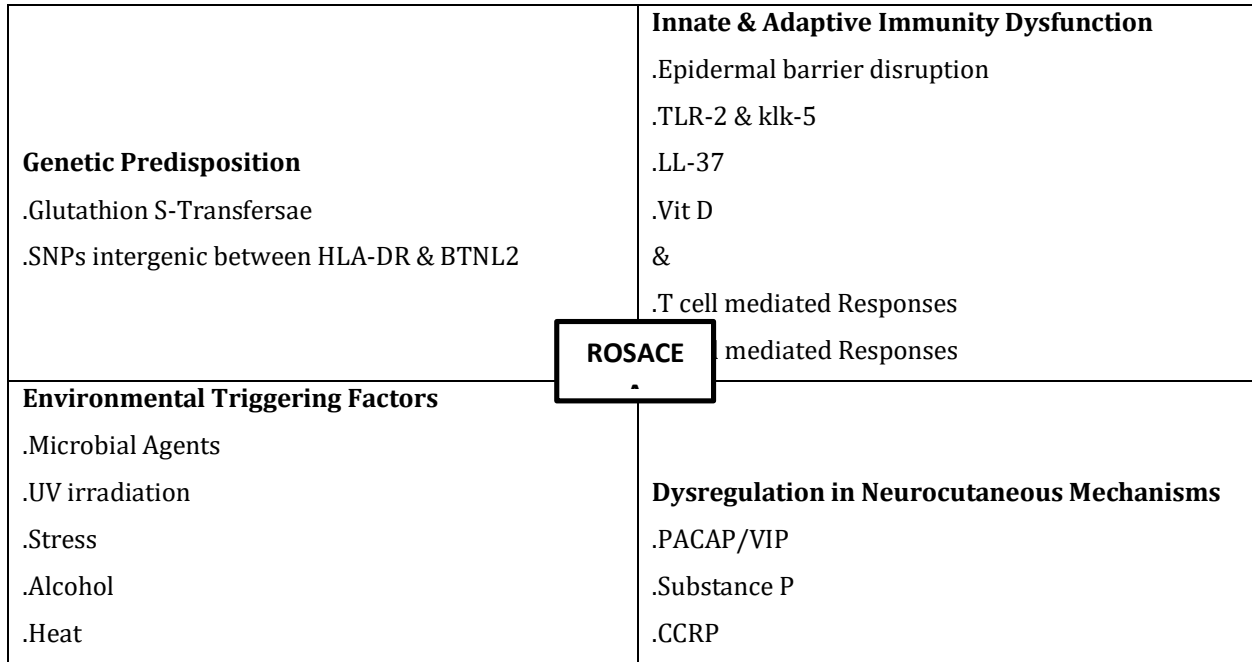 Genetic Predisposition
.Glutathion S-Transfersae
.SNPs intergenic between HLA-DR & BTNL2
Innate & Adaptive Immunity Dysfunction
.Epidermal barrier disruption
.TLR-2 & klk-5
.LL-37
.Vit D
&
.T cell mediated Responses
mediated Responses
ROSACE
Environmental Triggering Factors
.Microbial Agents
.UV irradiation
.Stress
.Alcohol
.Heat
Dysregulation in Neurocutaneous Mechanisms
.PACAP/VIP
.Substance P
.CCRP